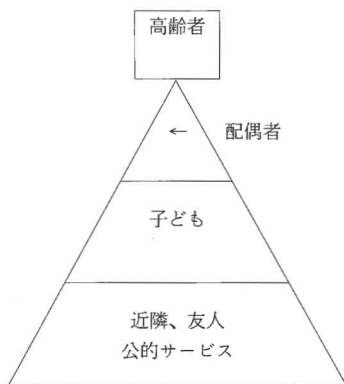 高齢者
← 配偶者
子ども
近隣、友人
公的サービス